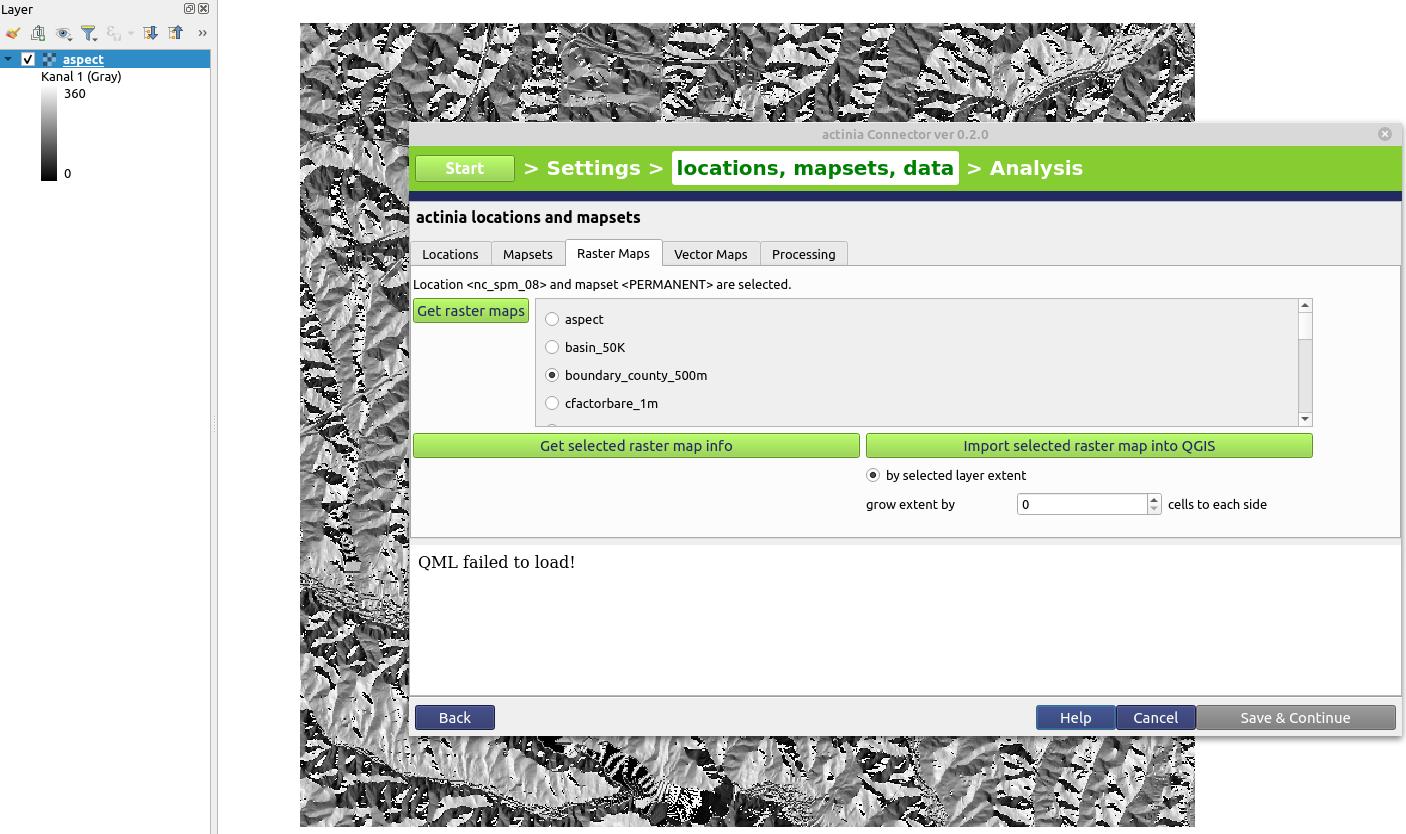 Layer
aspect
Kanal 1 (Gray)
360
0
actinia Connector ver 0.2.0
Start > Settings > locations, mapsets, data > Analysis
actinia locations and mapsets
Locations Mapsets Raster Maps Vector Maps Processing
Location <nc_spm_08> and mapset <PERMANENT> are selected.
Get raster maps
aspect
basin_50K
boundary_county_500m
cfactorbare_1m
Get selected raster map info Import selected raster map into QGIS
by selected layer extent
grow extent by 0 cells to each side
QML failed to load!
Back Help Cancel Save & Continue